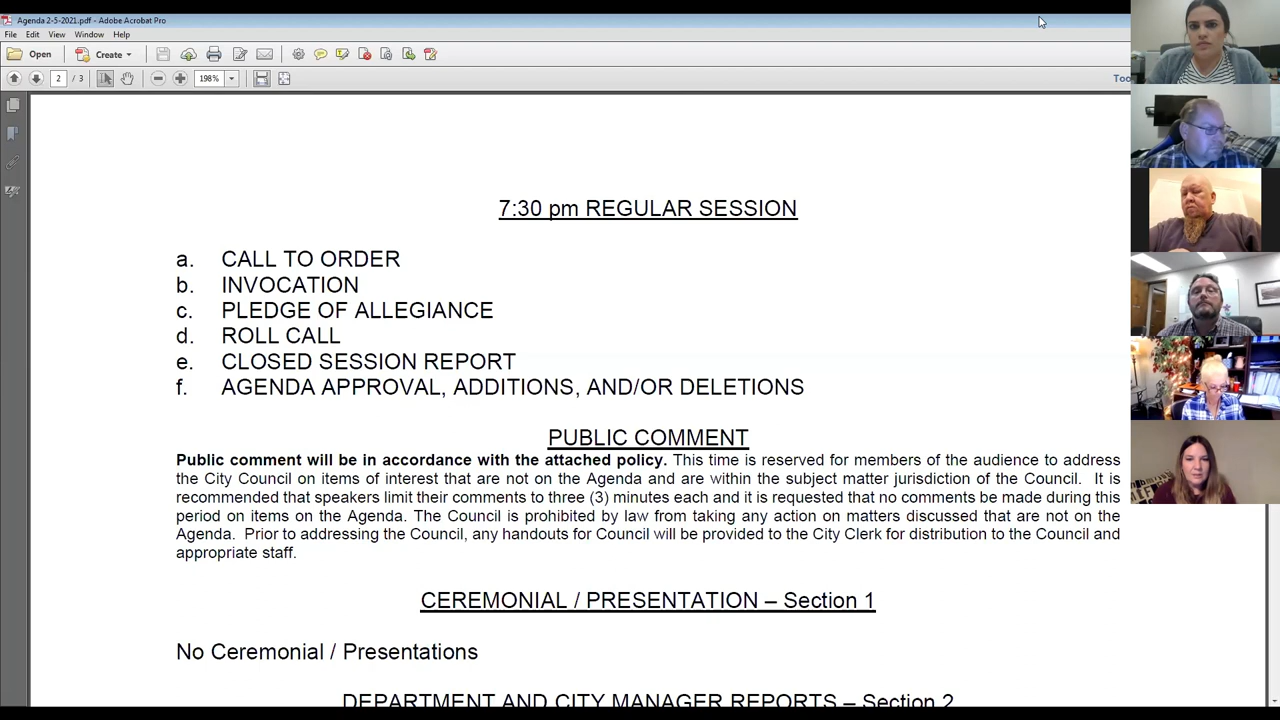 Agenda 2-5-2021.pdf - Adobe Acrobat Pro
File Edit View Window Help
Open Create
2 / 3 198% Too
7:30 pm REGULAR SESSION
a. CALL TO ORDER
b. INVOCATION
c. PLEDGE OF ALLEGIANCE
d. ROLL CALL
e. CLOSED SESSION REPORT
f. AGENDA APPROVAL, ADDITIONS, AND/OR DELETIONS
PUBLIC COMMENT
Public comment will be in accordance with the attached policy. This time is reserved for members of the audience to address
the City Council on items of interest that are not on the Agenda and are within the subject matter jurisdiction of the Council. It is
recommended that speakers limit their comments to three (3) minutes each and it is requested that no comments be made during this
period on items on the Agenda. The Council is prohibited by law from taking any action on matters discussed that are not on the
Agenda. Prior to addressing the Council, any handouts for Council will be provided to the City Clerk for distribution to the Council and
appropriate staff.
CEREMONIAL / PRESENTATION – Section 1
No Ceremonial / Presentations
DEPARTMENT AND CITY MANAGER REPORTS – Section 2